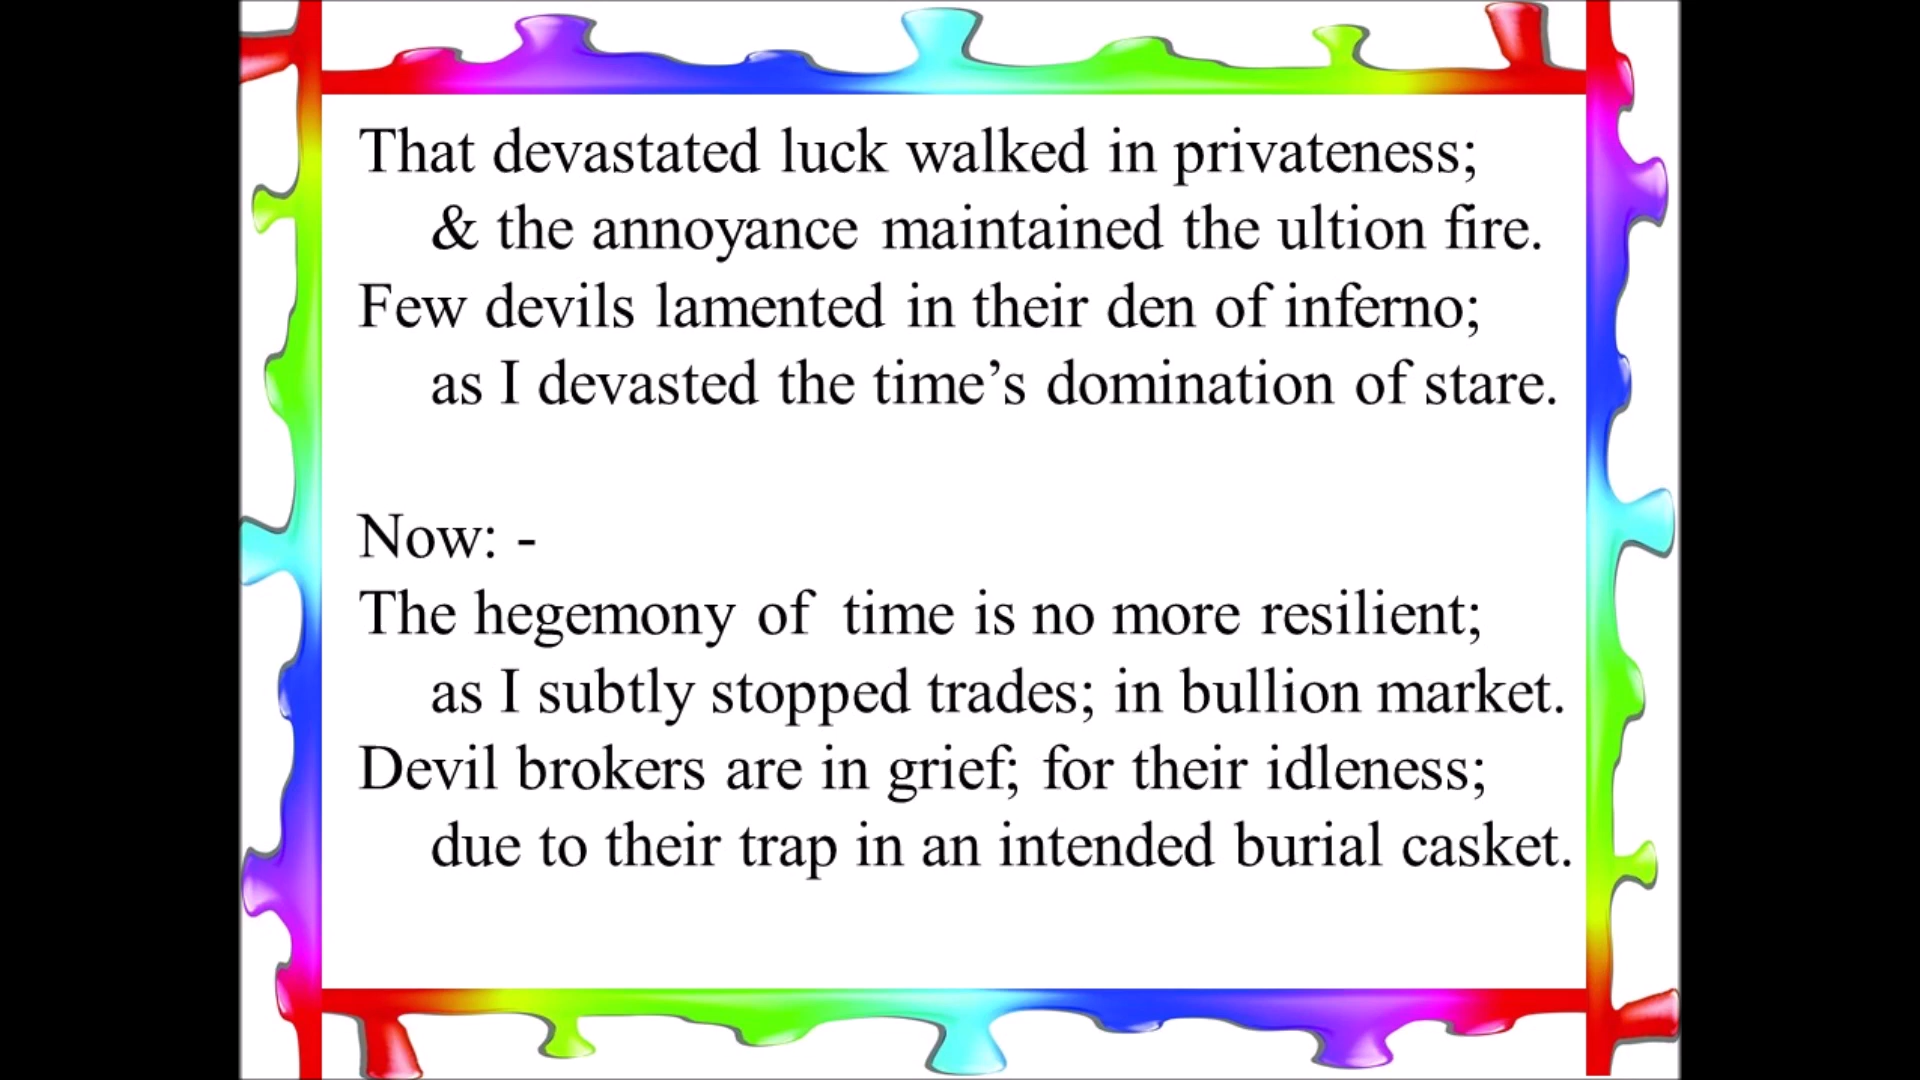 That devastated luck walked in privateness;
& the annoyance maintained the ultion fire.
Few devils lamented in their den of inferno;
as I devasted the time’s domination of stare.
Now: -
The hegemony of time is no more resilient;
as I subtly stopped trades; in bullion market.
Devil brokers are in grief; for their idleness;
due to their trap in an intended burial casket.